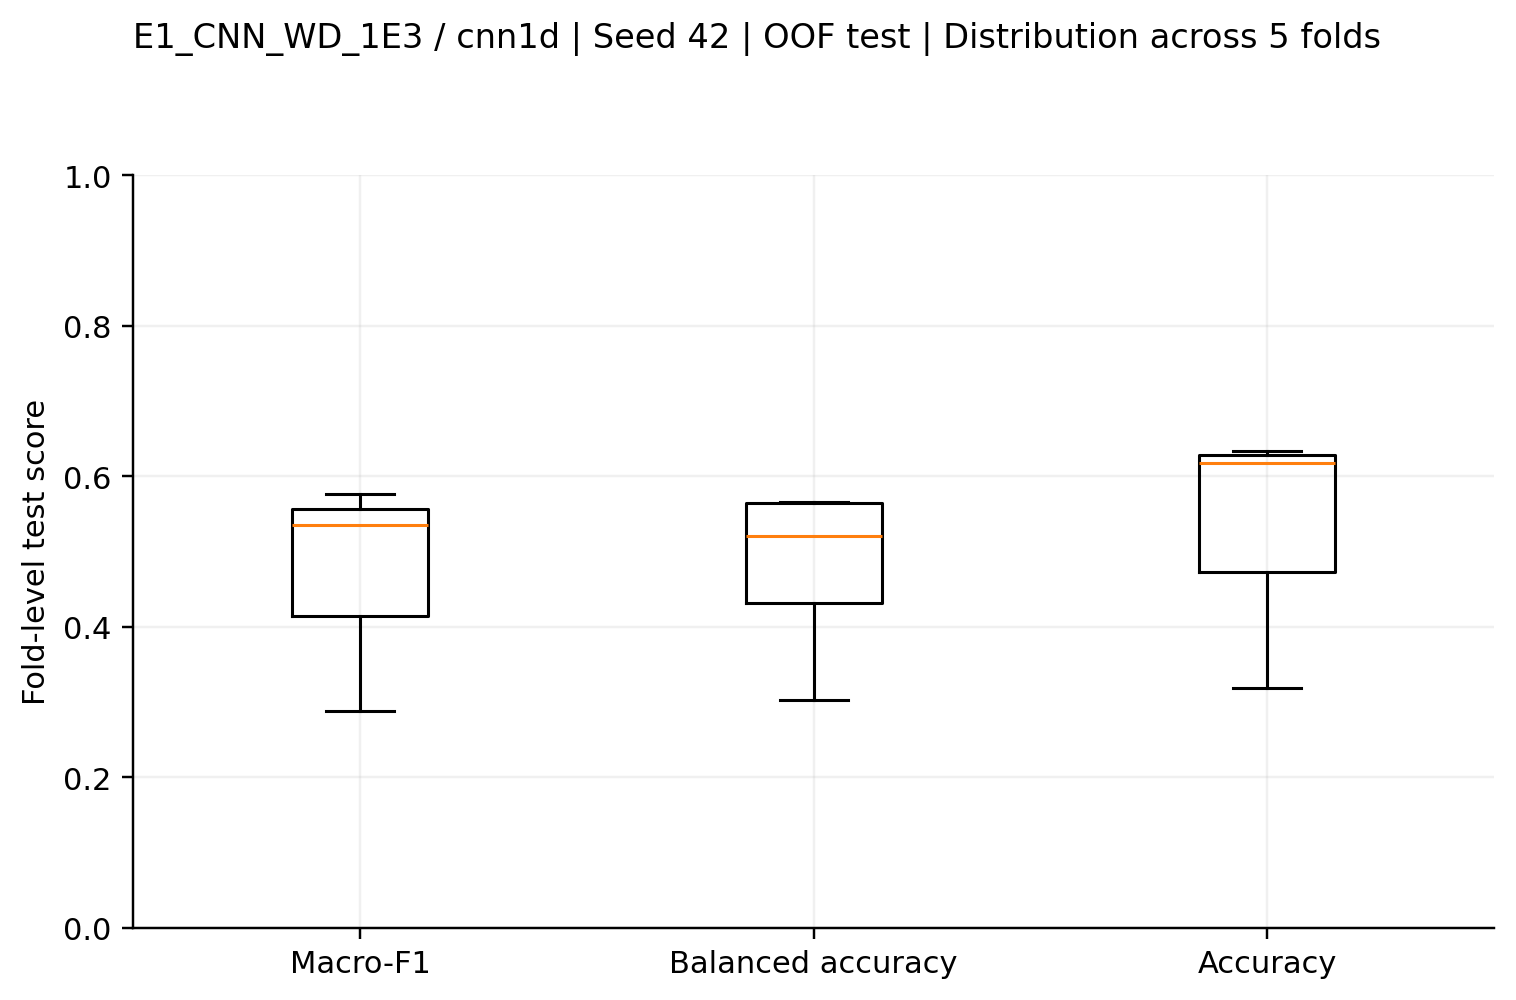 E1_CNN_WD_1E3 / cnn1d | Seed 42 | OOF test | Distribution across 5 folds
1.0
0.8
0.6
0.4
0.2
0.0
Fold-level test score
Macro-F1
Balanced accuracy
Accuracy